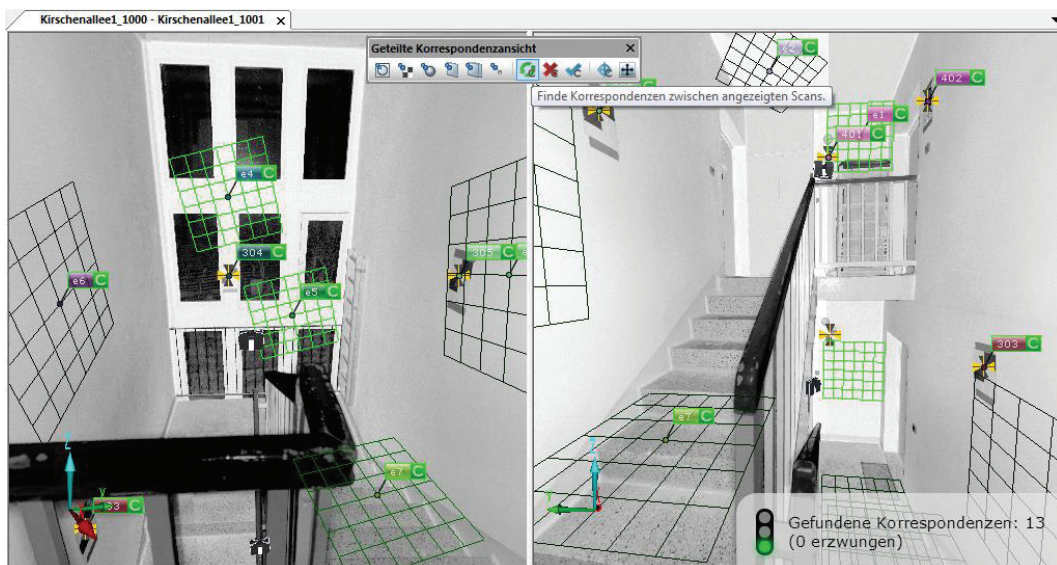 Kirschenallee1_1000 - Kirschenallee1_1001
Geteilte Korrespondenzansicht
Finde Korrespondenzen zwischen angezeigten Scans.
e2 C
402 C
e1 C
401 C
e4 C
304 C
305 C
e6 C
e5 C
303 C
e7 C
e7 C
C
Z
Y
Y
Gefundene Korrespondenzen: 13
(0 erzwungen)